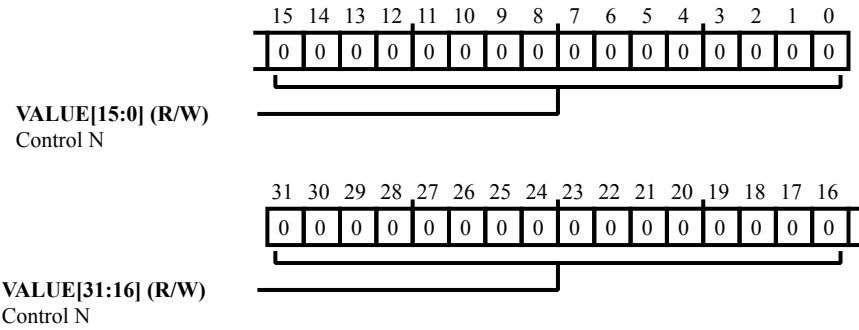 15 14 13 12 11 10 9 8 7 6 5 4 3 2 1 0
0 0 0 0 0 0 0 0 0 0 0 0 0 0 0 0
VALUE[15:0] (R/W)
Control N
31 30 29 28 27 26 25 24 23 22 21 20 19 18 17 16
0 0 0 0 0 0 0 0 0 0 0 0 0 0 0 0
VALUE[31:16] (R/W)
Control N